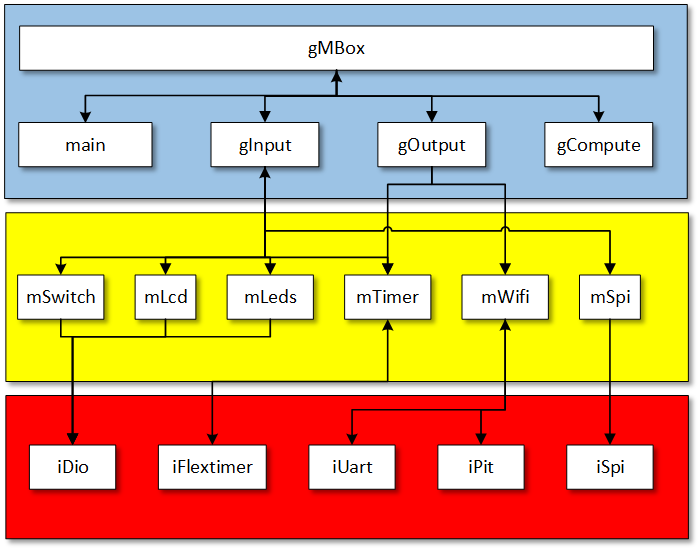 gMBox
main
gInput
gOutput
gCompute
mSwitch
mLcd
mLeds
mTimer
mWifi
mSpi
iDio
iFlextimer
iUart
iPit
iSpi